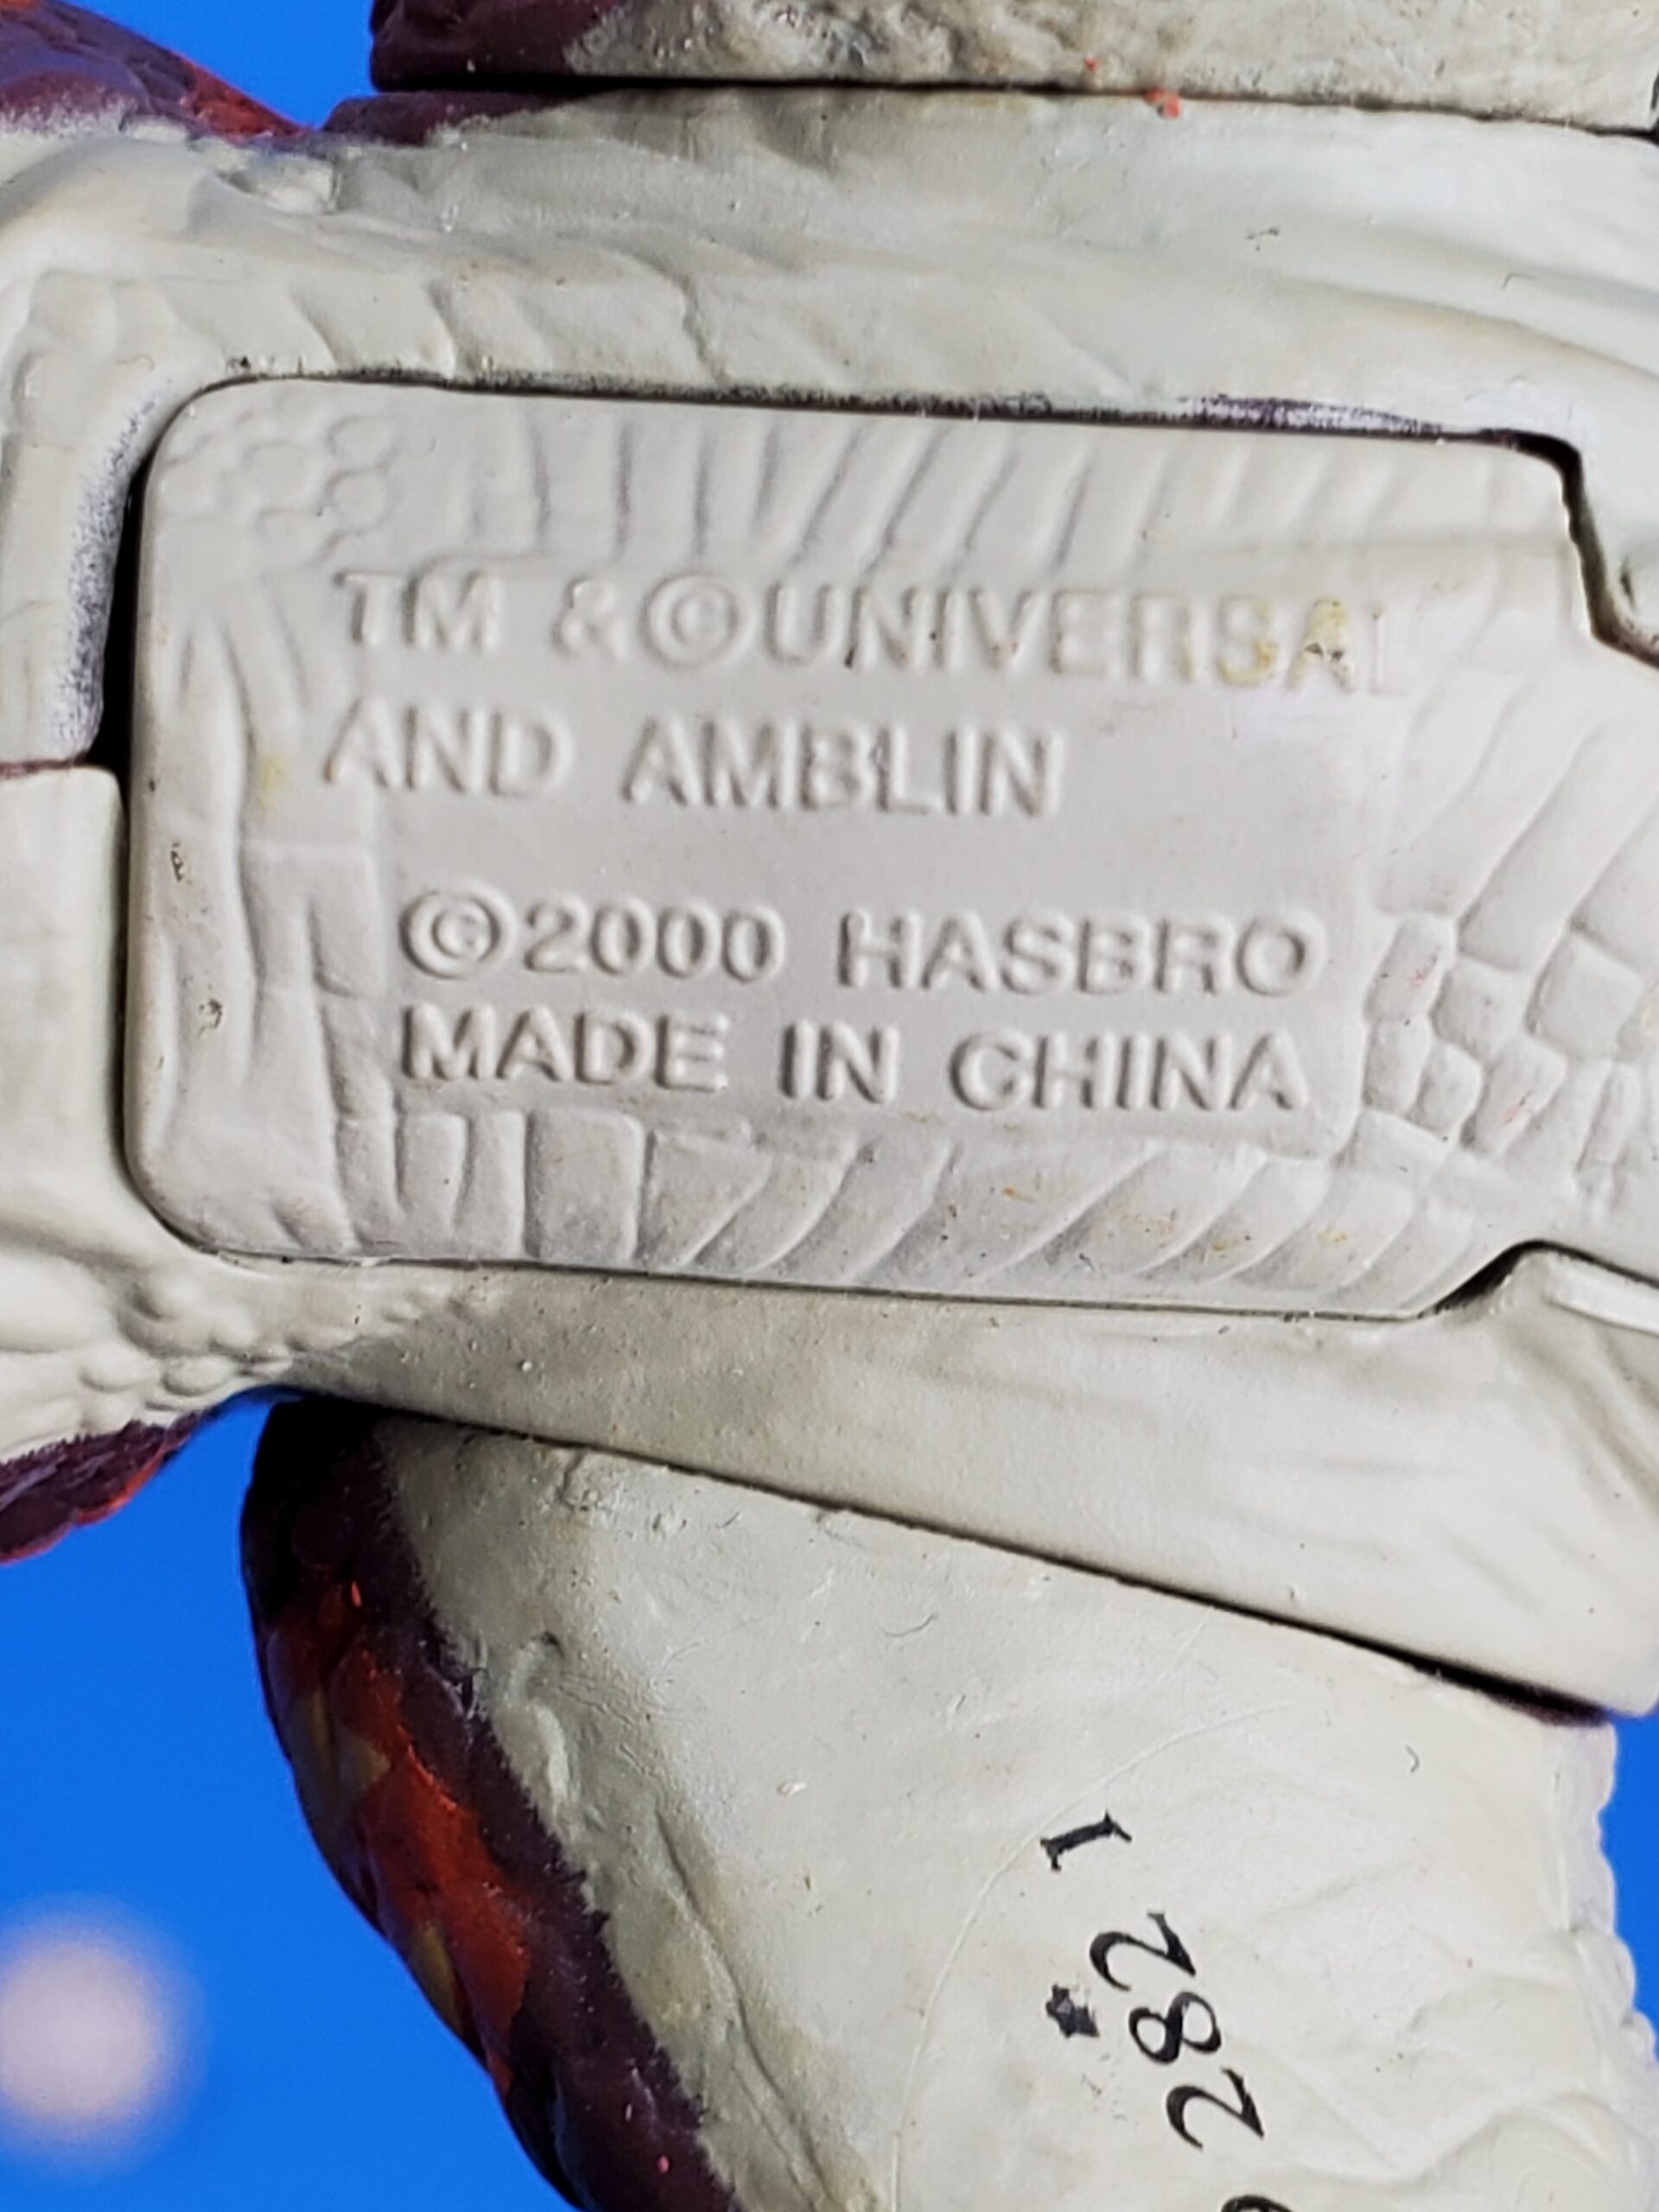 TM & ©UNIVERSAL
AND AMBLIN
©2000 HASBRO
MADE IN CHINA
I
282